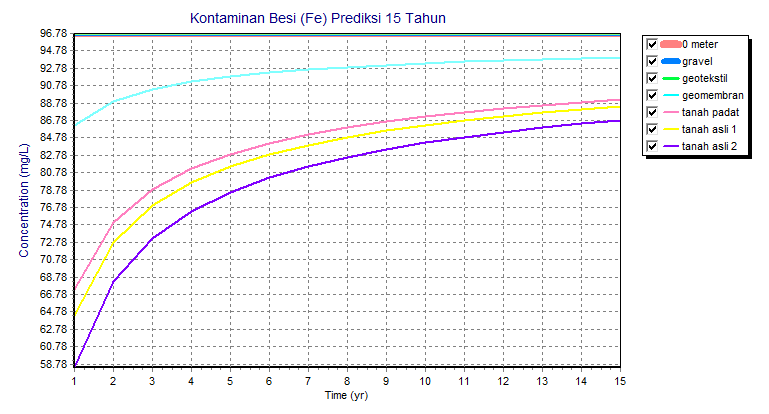 Kontaminan Besi (Fe) Prediksi 15 Tahun
96.78
94.78
92.78
90.78
88.78
86.78
84.78
82.78
80.78
78.78
76.78
74.78
72.78
70.78
68.78
66.78
64.78
62.78
60.78
58.78
Concentration (mg/L)
1 2 3 4 5 6 7 8 9 10 11 12 13 14 15
Time (yr)
0 meter
gravel
geotekstil
geomembran
tanah padat
tanah asli 1
tanah asli 2